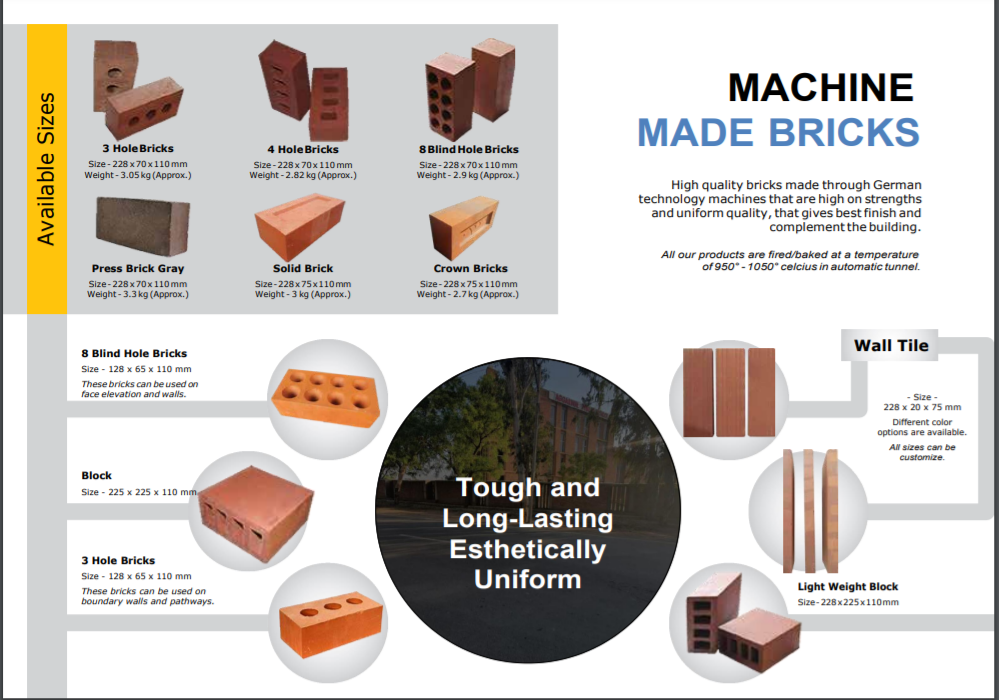 Available Sizes
3 Hole Bricks
Size - 228 x 70 x 110 mm
Weight - 3.05 kg (Approx.)
4 Hole Bricks
Size - 228 x 70 x 110 mm
Weight - 2.82 kg (Approx.)
8 Blind Hole Bricks
Size - 228 x 70 x 110 mm
Weight - 2.9 kg (Approx.)
Press Brick Gray
Size - 228 x 70 x 110 mm
Weight - 3.3 kg (Approx.)
Solid Brick
Size - 228 x 75 x 110 mm
Weight - 3 kg (Approx.)
Crown Bricks
Size - 228 x 75 x 110 mm
Weight - 2.7 kg (Approx.)
MACHINE
MADE BRICKS
High quality bricks made through German
technology machines that are high on strengths
and uniform quality, that gives best finish and
complement the building.
All our products are fired/baked at a temperature
of 950° - 1050° celcius in automatic tunnel.
8 Blind Hole Bricks
Size - 128 x 65 x 110 mm
These bricks can be used on
face elevation and walls.
Block
Size - 225 x 225 x 110 mm
3 Hole Bricks
Size - 128 x 65 x 110 mm
These bricks can be used on
boundary walls and pathways.
Tough and
Long-Lasting
Esthetically
Uniform
Wall Tile
- Size -
228 x 20 x 75 mm
Different color
options are available.
All sizes can be
customize.
Light Weight Block
Size - 228 x 225 x 110 mm